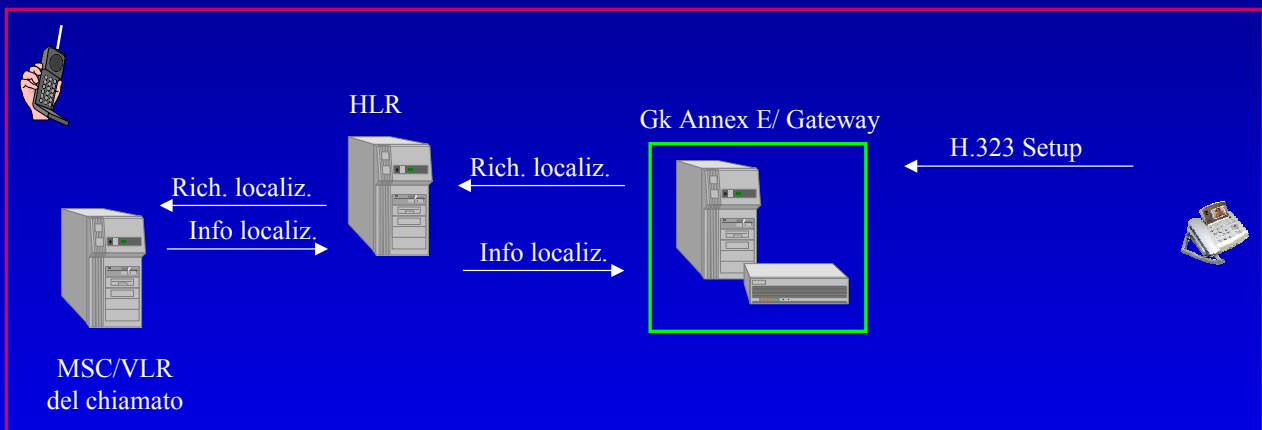 HLR
Gk Annex E/ Gateway
H.323 Setup
Rich. localiz.
Rich. localiz.
Info localiz.
Info localiz.
MSC/VLR
del chiamato